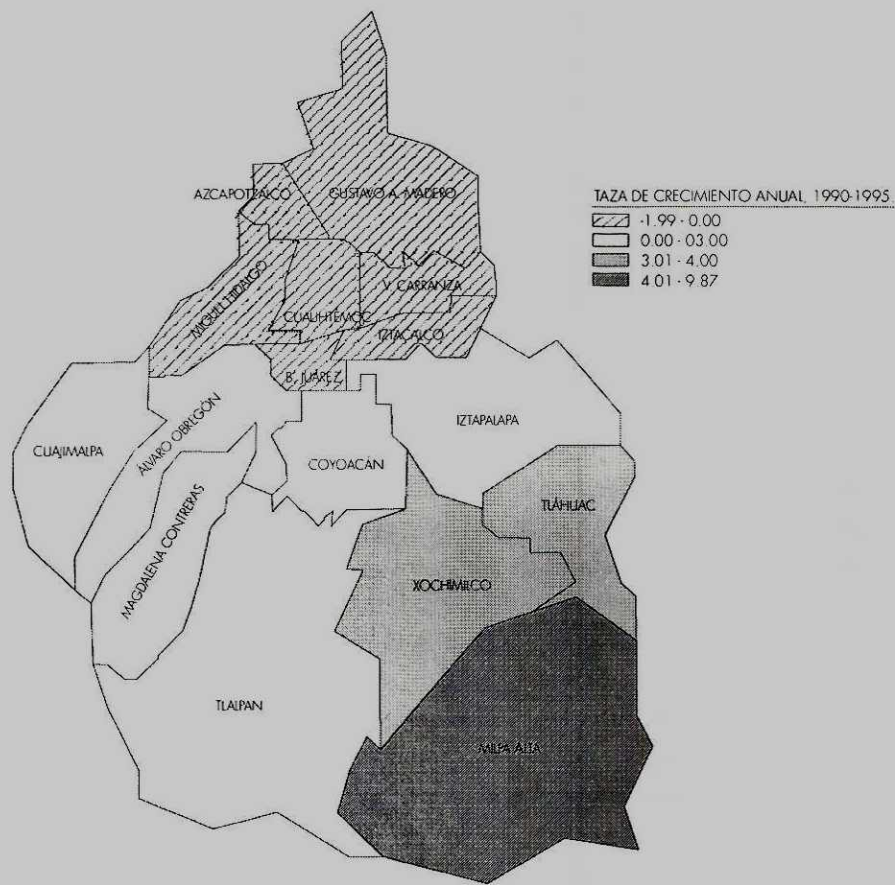 AZCAPOTZALCO
GUSTAVO A. MADERO
TAZA DE CRECIMIENTO ANUAL, 1990-1995
-1.99 - 0.00
0.00 - 03.00
3.01 - 4.00
4.01 - 9.87
MIGUEL HIDALGO
V. CARRANZA
CUAUHTEMOC
IZTACALCO
B. JUÁREZ
CUAJIMALPA
ÁLVARO OBREGÓN
IZTAPALAPA
COYOACÁN
MAGDALENA CONTRERAS
TLÁHUAC
XOCHIMILCO
TLALPAN
MILPA ALTA